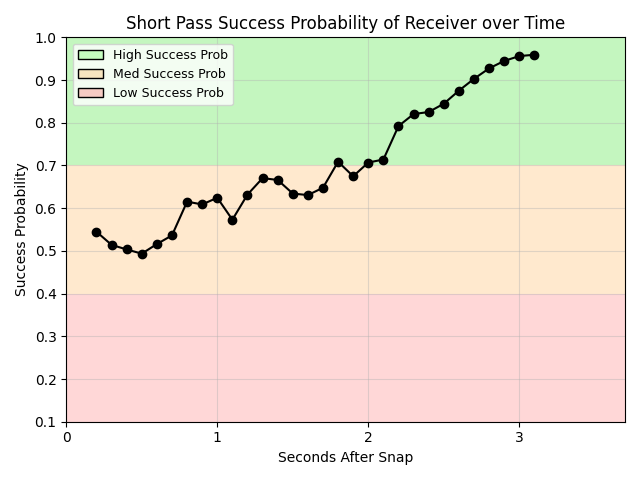 Short Pass Success Probability of Receiver over Time
High Success Prob
Med Success Prob
Low Success Prob
Success Probability
1.0
0.9
0.8
0.7
0.6
0.5
0.4
0.3
0.2
0.1
0 1 2 3
Seconds After Snap